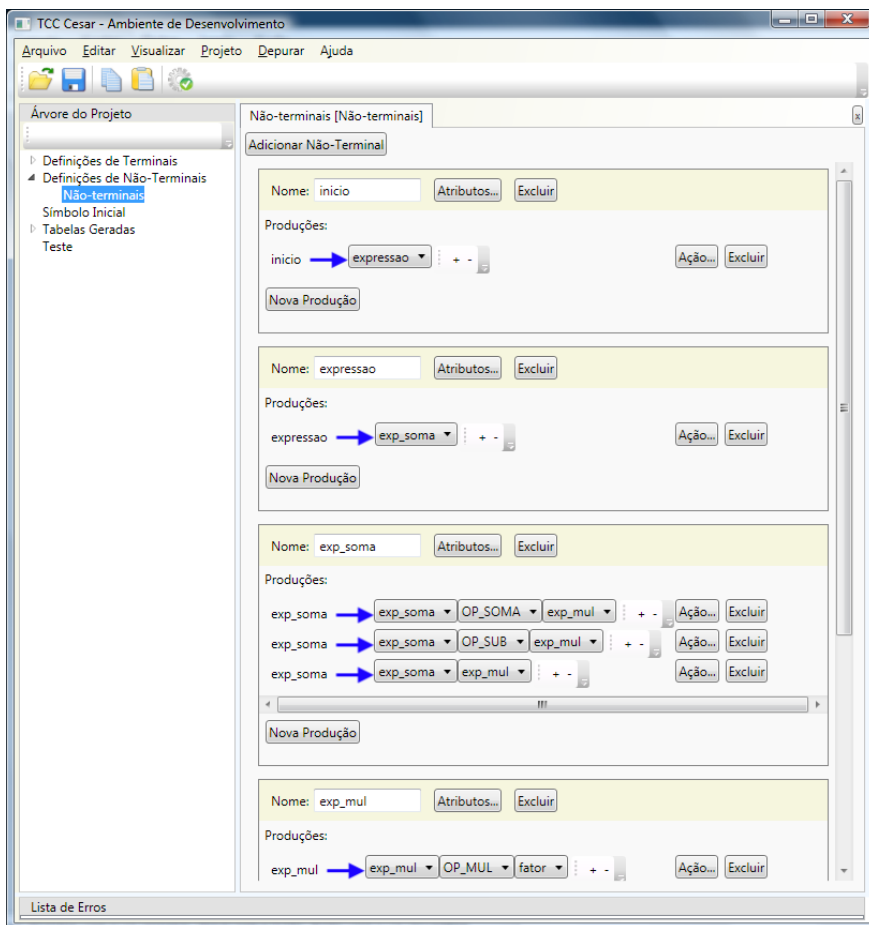 TCC Cesar - Ambiente de Desenvolvimento
Arquivo Editar Visualizar Projeto Depurar Ajuda
Árvore do Projeto
Definições de Terminais
Definições de Não-Terminais
Não-terminais
Símbolo Inicial
Tabelas Geradas
Teste
Não-terminais [Não-terminais] x
Adicionar Não-Terminal
Nome: inicio Atributos... Excluir
Produções:
inicio expressao + - Ação... Excluir
Nova Produção
Nome: expressao Atributos... Excluir
Produções:
expressao exp_soma + - Ação... Excluir
Nova Produção
Nome: exp_soma Atributos... Excluir
Produções:
exp_soma exp_soma OP_SOMA exp_mul + - Ação... Excluir
exp_soma exp_soma OP_SUB exp_mul + - Ação... Excluir
exp_soma exp_soma exp_mul + - Ação... Excluir
Nova Produção
Nome: exp_mul Atributos... Excluir
Produções:
exp_mul exp_mul OP_MUL fator + - Ação... Excluir
Lista de Erros